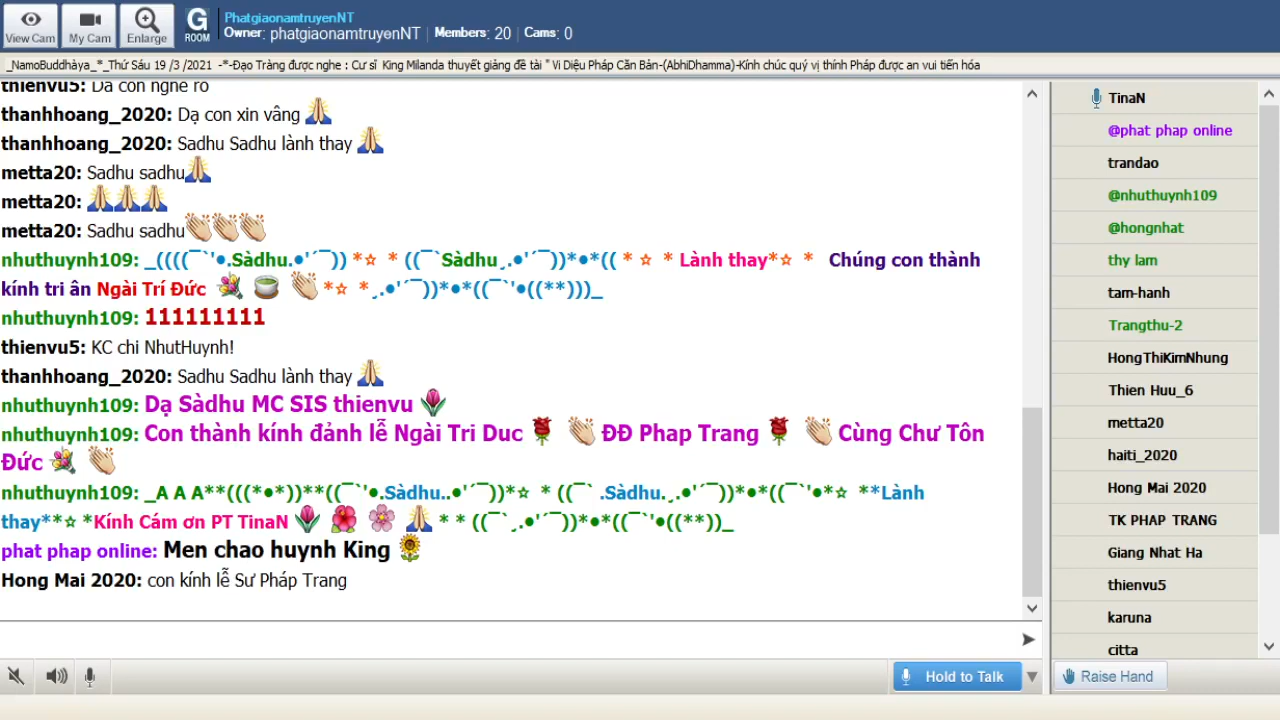 View Cam
My Cam
Enlarge
G
ROOM
PhatgiaonamtruyenNT
Owner: phatgiaonamtruyenNT | Members: 20 | Cams: 0
_NamoBuddhàya_*_Thứ Sáu 19 /3 /2021 -*-Đạo Tràng được nghe : Cư sĩ King Milanda thuyết giảng đề tài " Vi Diệu Pháp Căn Bản-(AbhiDhamma)-Kính chúc quý vị thính Pháp được an vui tiến hóa
thienvu5: Dạ con nghe rõ
thanhhoang_2020: Dạ con xin vâng 🙏
thanhhoang_2020: Sadhu Sadhu lành thay 🙏
metta20: Sadhu sadhu🙏
metta20: 🙏🙏🙏
metta20: Sadhu sadhu👏👏👏
nhuthuynh109: _((((¯`'•.Sàdhu.•'´¯)) *☆ * ((¯`Sàdhu¸.•'´¯))*•*(( * ☆ * Lành thay*☆ * Chúng con thành
kính tri ân Ngài Trí Đức 💐 🍵 👏 *☆ *¸.•'´¯))*•*((¯`'•((**)))_
nhuthuynh109: 111111111
thienvu5: KC chi NhutHuynh!
thanhhoang_2020: Sadhu Sadhu lành thay 🙏
nhuthuynh109: Dạ Sàdhu MC SIS thienvu 🌷
nhuthuynh109: Con thành kính đảnh lễ Ngài Tri Duc 🌹 👏 ĐĐ Phap Trang 🌹 👏 Cùng Chư Tôn
Đức 💐 👏
nhuthuynh109: _A A A**(((*•*))**((¯`'•.Sàdhu..•'´¯))*☆ * ((¯` .Sàdhu.¸.•'´¯))*•*((¯`'•*☆ **Lành
thay**☆ *Kính Cám ơn PT TinaN 🌷 🌺 🌸 🙏 * * ((¯`¸.•'´¯))*•*((¯`'•((**))_
phat phap online: Men chao huynh King 🌻
Hong Mai 2020: con kính lễ Sư Pháp Trang
Hold to Talk
TinaN
@phat phap online
trandao
@nhuthuynh109
@hongnhat
thy lam
tam-hanh
Trangthu-2
HongThiKimNhung
Thien Huu_6
metta20
haiti_2020
Hong Mai 2020
TK PHAP TRANG
Giang Nhat Ha
thienvu5
karuna
citta
Raise Hand